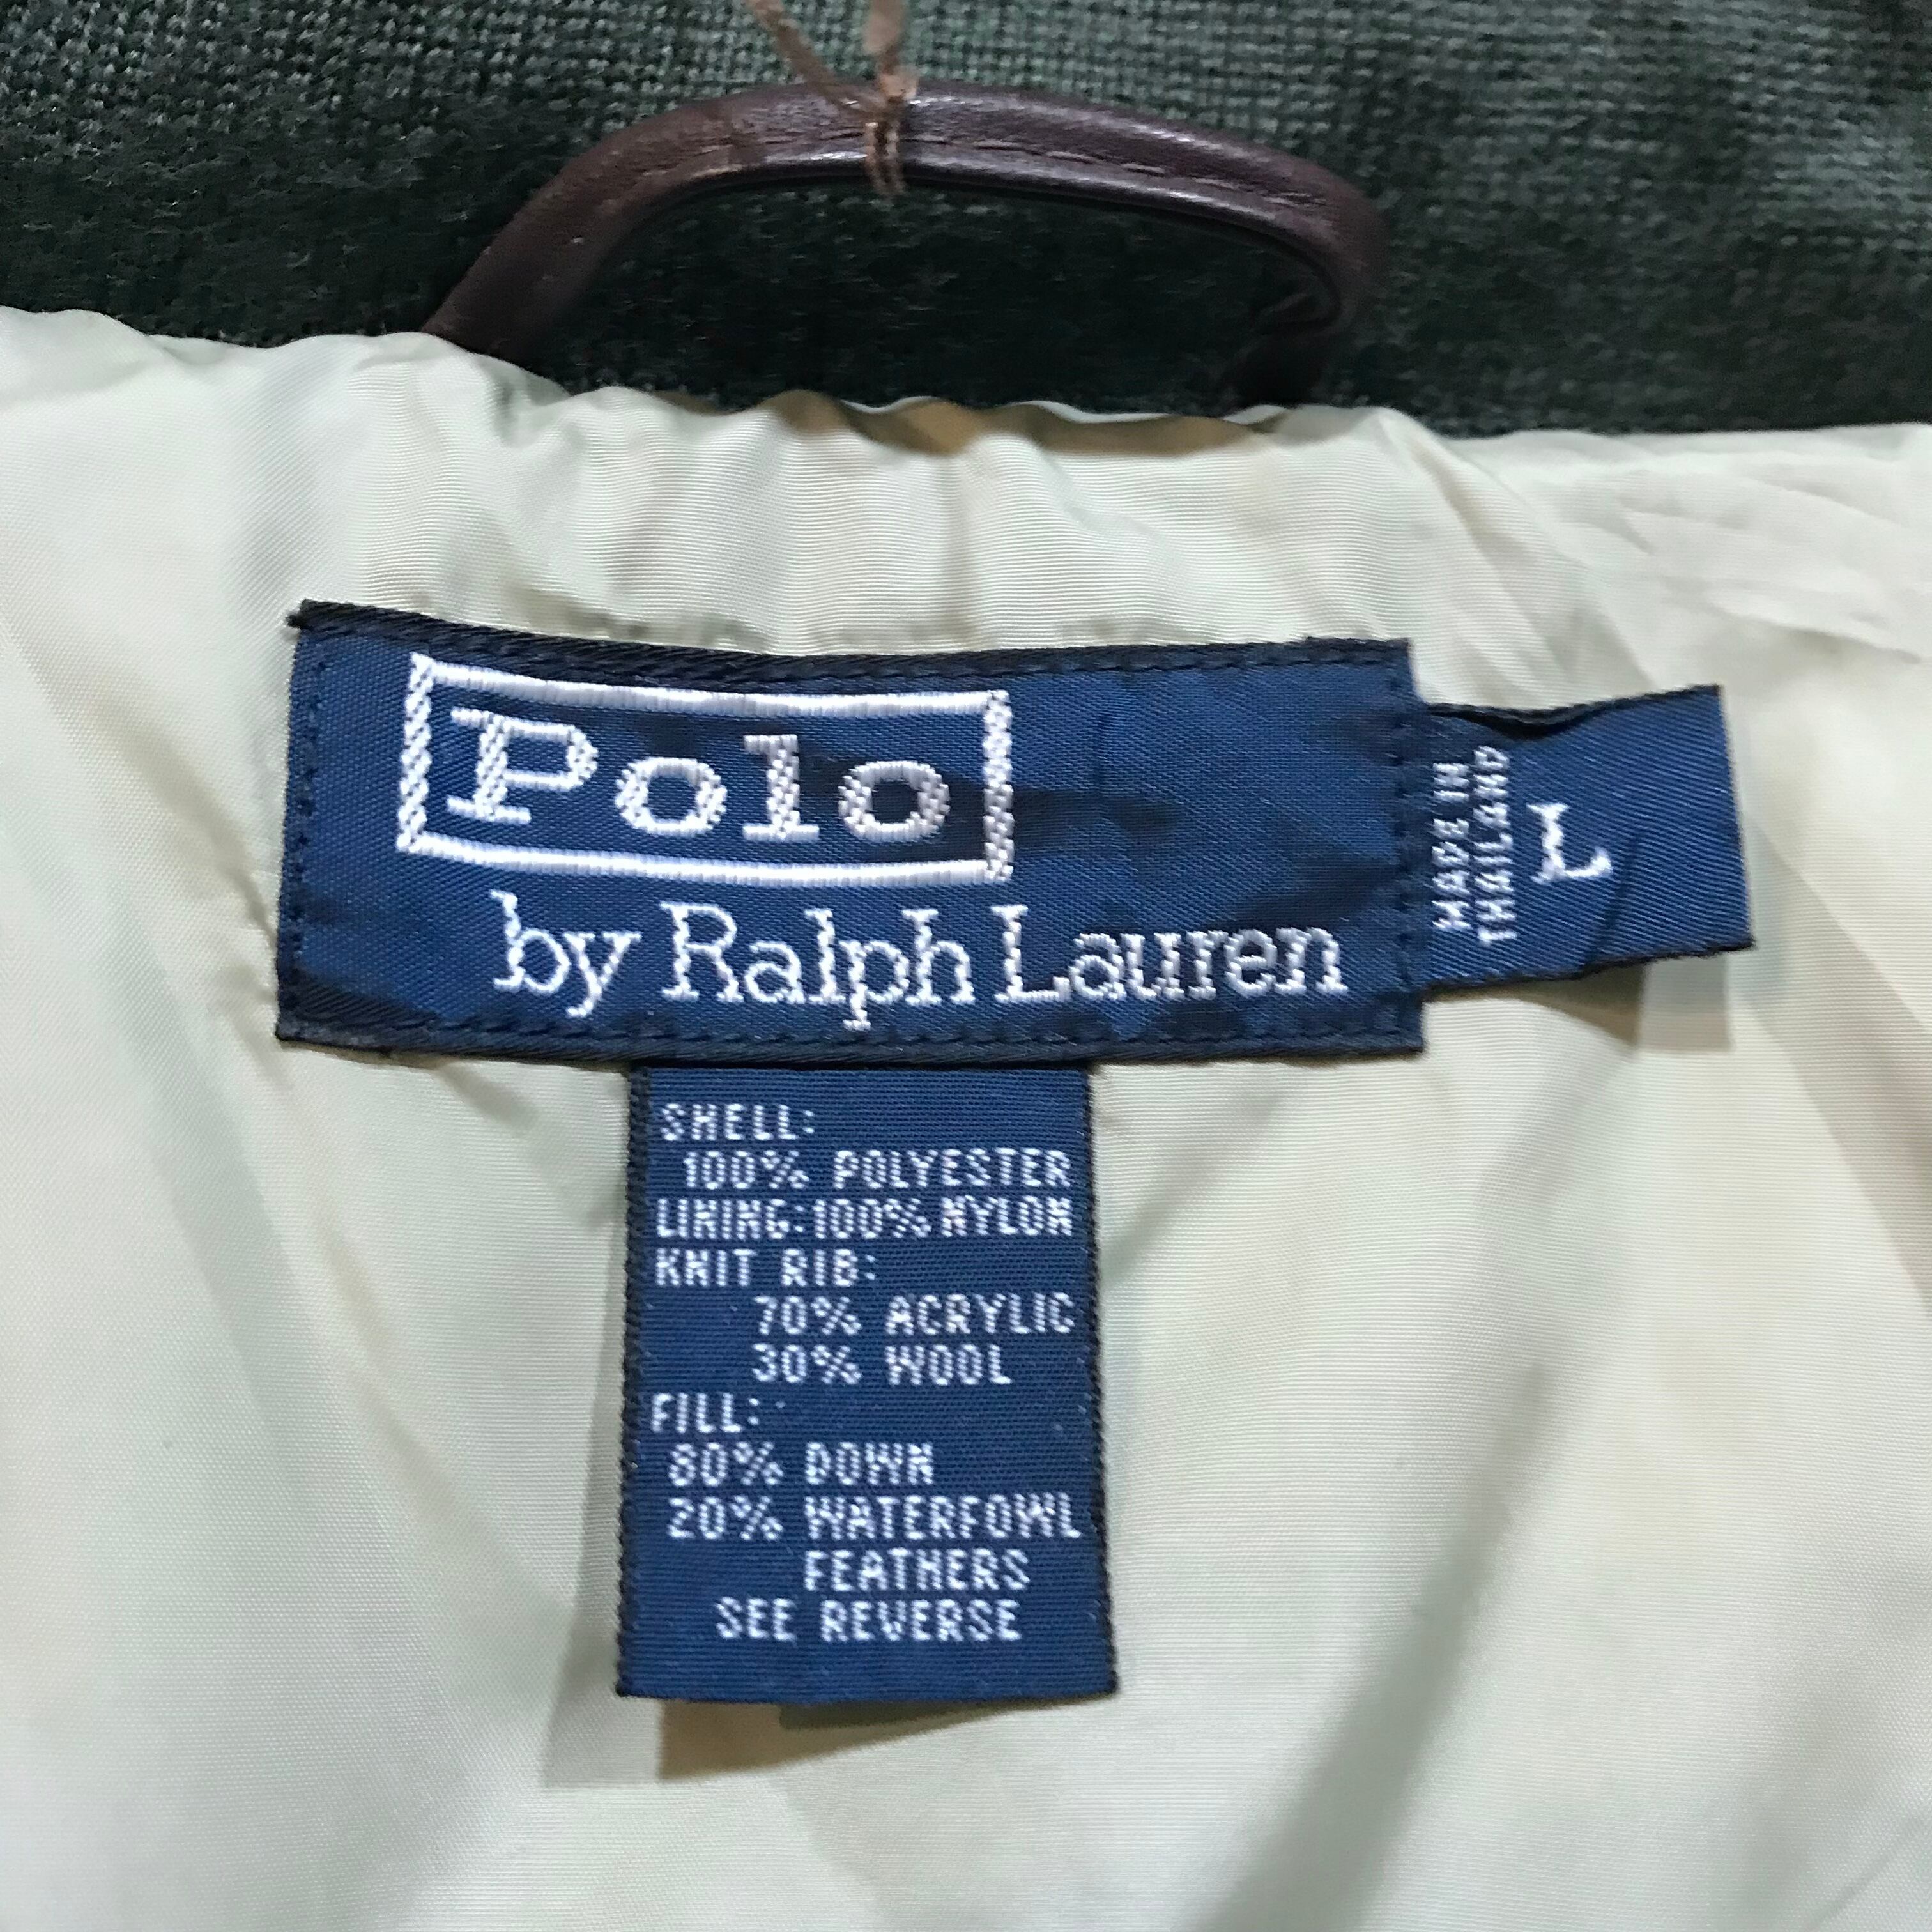 Polo
by Ralph Lauren
MADE IN
THAILAND
L
SHELL:
100% POLYESTER
LINING:100% NYLON
KNIT RIB:
70% ACRYLIC
30% WOOL
FILL:
80% DOWN
20% WATERFOWL
FEATHERS
SEE REVERSE